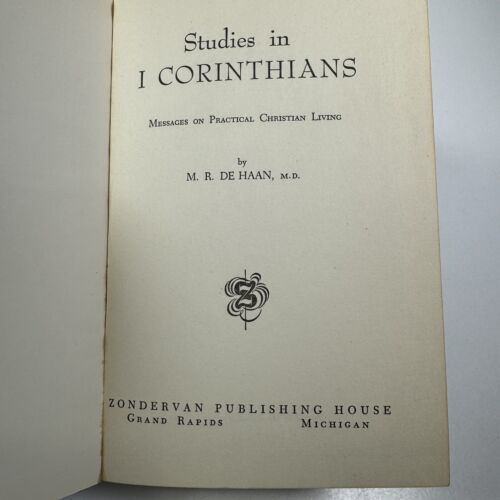 Studies in
I CORINTHIANS
Messages on Practical Christian Living
by
M. R. DE HAAN, M.D.
Z
ZONDERVAN PUBLISHING HOUSE
Grand Rapids Michigan